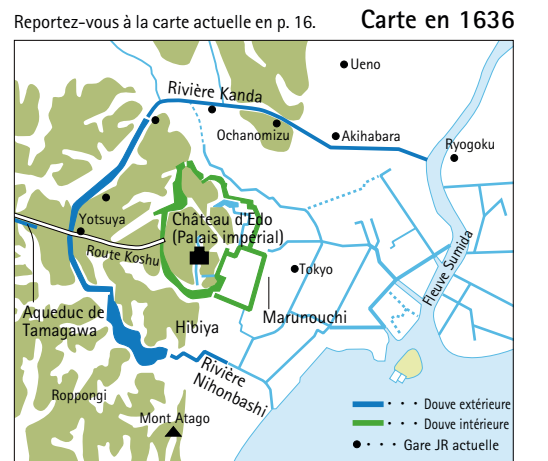 Reportez-vous à la carte actuelle en p. 16.
Carte en 1636
Ueno
Rivière Kanda
Ochanomizu
Akihabara
Ryogoku
Yotsuya
Château d'Edo
(Palais impérial)
Route Koshu
Tokyo
Fleuve Sumida
Aqueduc de
Tamagawa
Hibiya
Marunouchi
Rivière
Nihonbashi
Roppongi
Mont Atago
· · · Douve extérieure
· · · Douve intérieure
· · · Gare JR actuelle